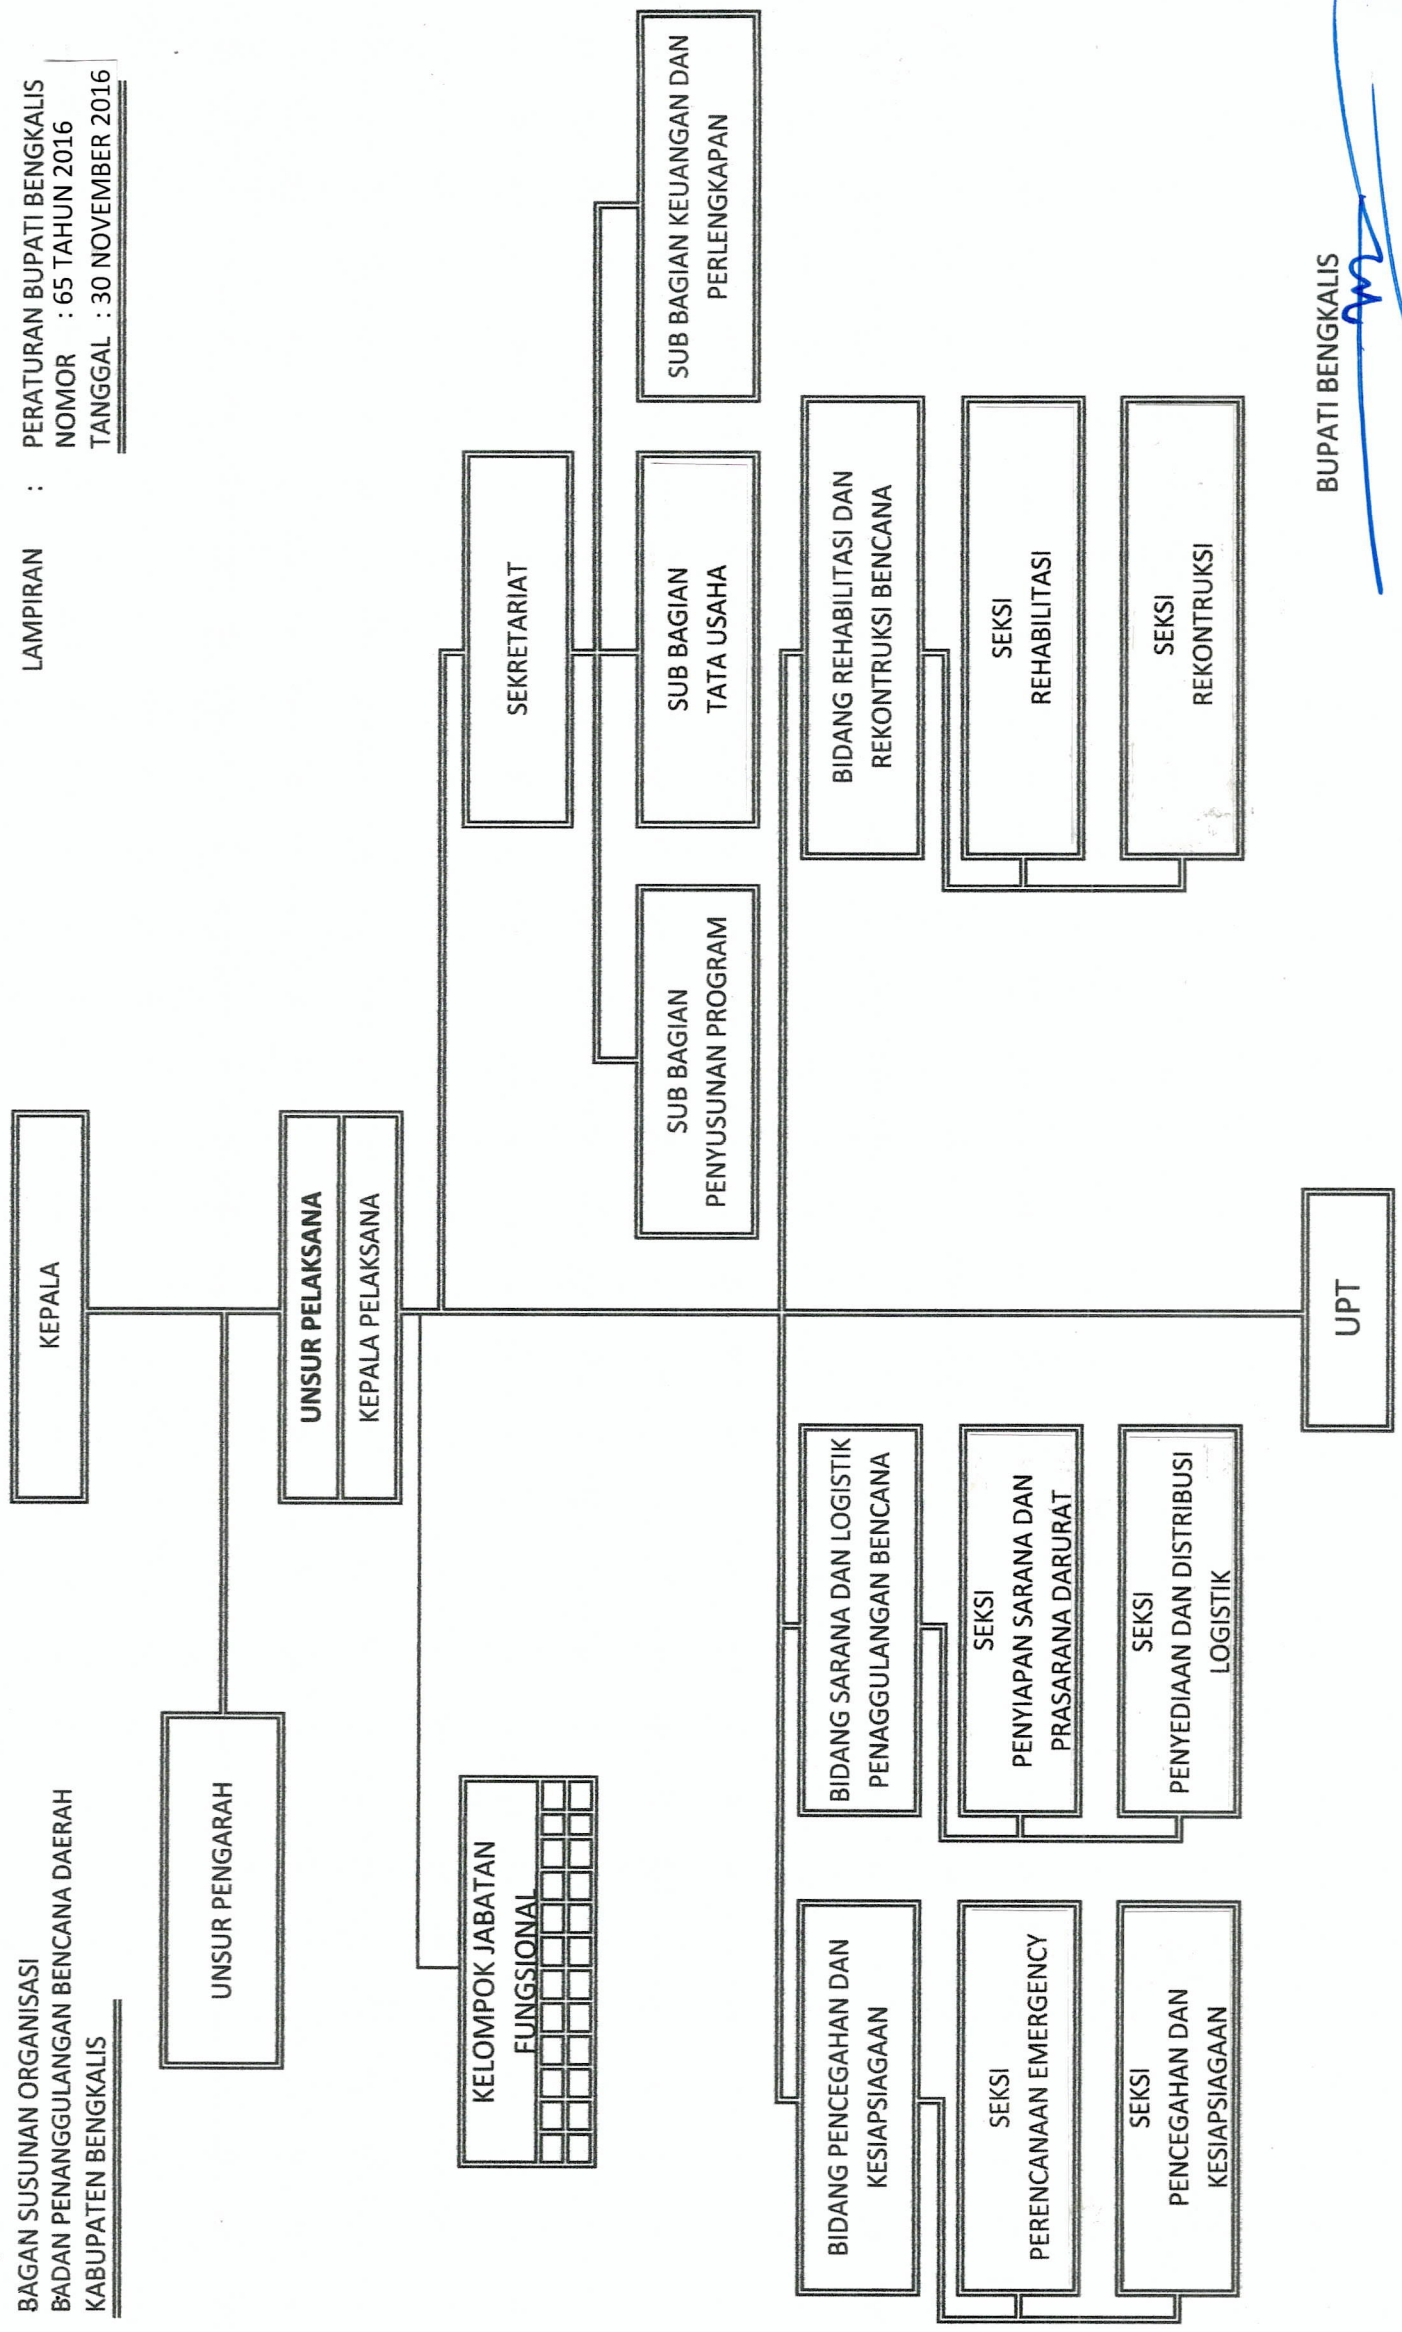 BAGAN SUSUNAN ORGANISASI
BADAN PENANGGULANGAN BENCANA DAERAH
KABUPATEN BENGKALIS
LAMPIRAN :
PERATURAN BUPATI BENGKALIS
NOMOR : 65 TAHUN 2016
TANGGAL : 30 NOVEMBER 2016
KEPALA
UNSUR PENGARAH
UNSUR PELAKSANA
KEPALA PELAKSANA
KELOMPOK JABATAN
FUNGSIONAL
SEKRETARIAT
SUB BAGIAN
PENYUSUNAN PROGRAM
SUB BAGIAN
TATA USAHA
SUB BAGIAN KEUANGAN DAN
PERLENGKAPAN
BIDANG PENCEGAHAN DAN
KESIAPSIAGAAN
BIDANG SARANA DAN LOGISTIK
PENAGGULANGAN BENCANA
BIDANG REHABILITASI DAN
REKONTRUKSI BENCANA
SEKSI
PERENCANAAN EMERGENCY
SEKSI
PENYIAPAN SARANA DAN
PRASARANA DARURAT
SEKSI
REHABILITASI
SEKSI
PENCEGAHAN DAN
KESIAPSIAGAAN
SEKSI
PENYEDIAAN DAN DISTRIBUSI
LOGISTIK
SEKSI
REKONTRUKSI
UPT
BUPATI BENGKALIS